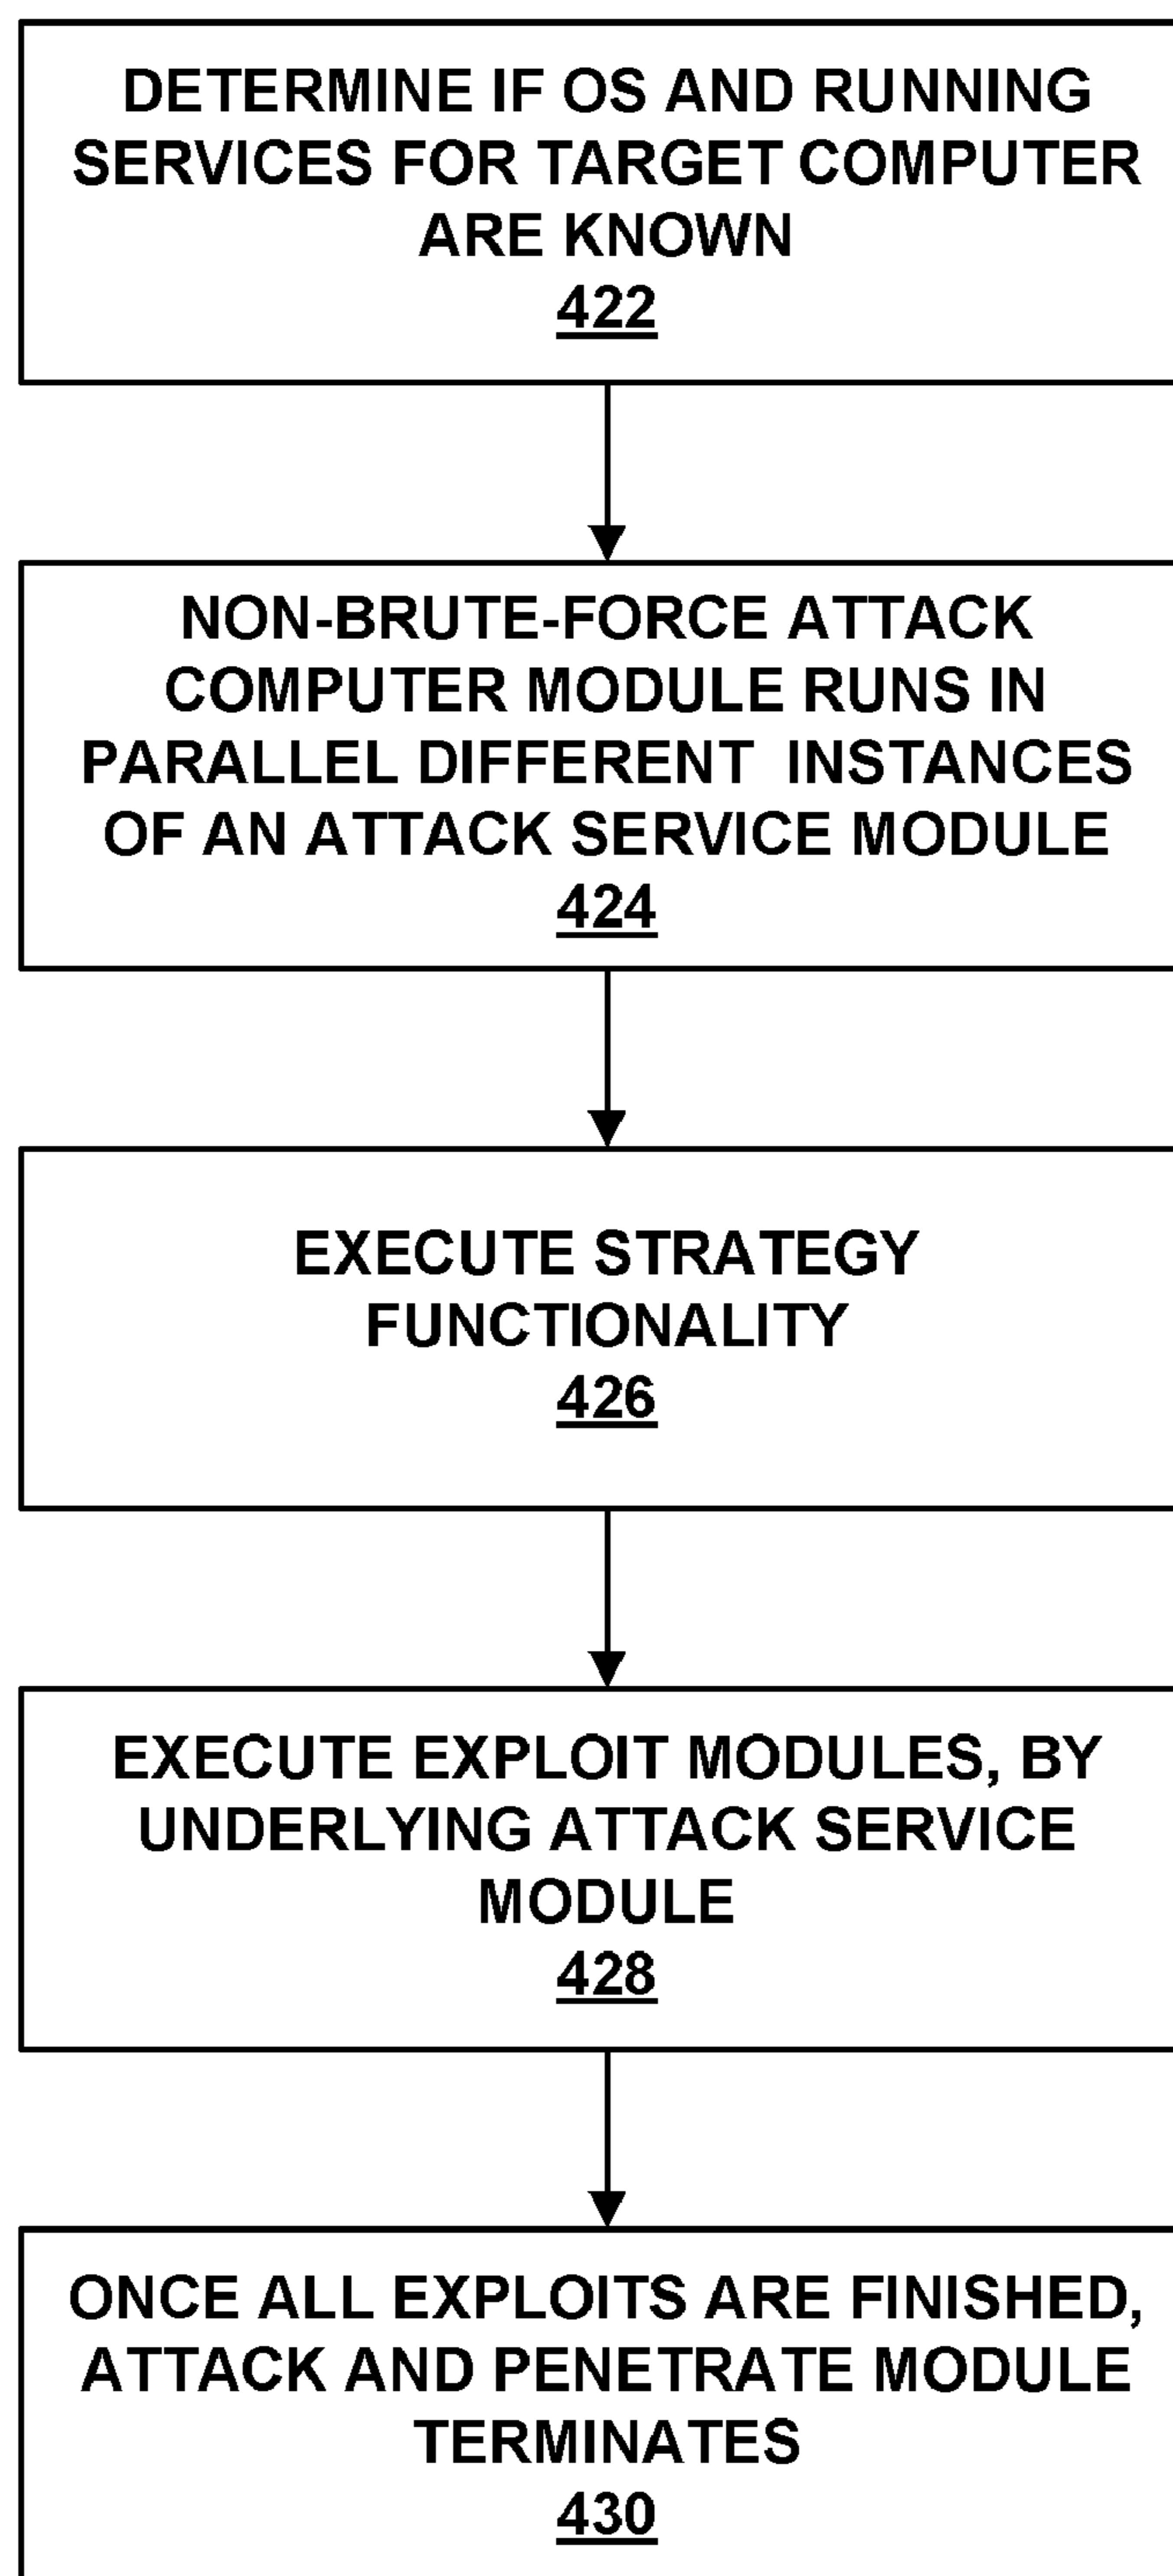 DETERMINE IF OS AND RUNNING
SERVICES FOR TARGET COMPUTER
ARE KNOWN
422
NON-BRUTE-FORCE ATTACK
COMPUTER MODULE RUNS IN
PARALLEL DIFFERENT INSTANCES
OF AN ATTACK SERVICE MODULE
424
EXECUTE STRATEGY
FUNCTIONALITY
426
EXECUTE EXPLOIT MODULES, BY
UNDERLYING ATTACK SERVICE
MODULE
428
ONCE ALL EXPLOITS ARE FINISHED,
ATTACK AND PENETRATE MODULE
TERMINATES
430